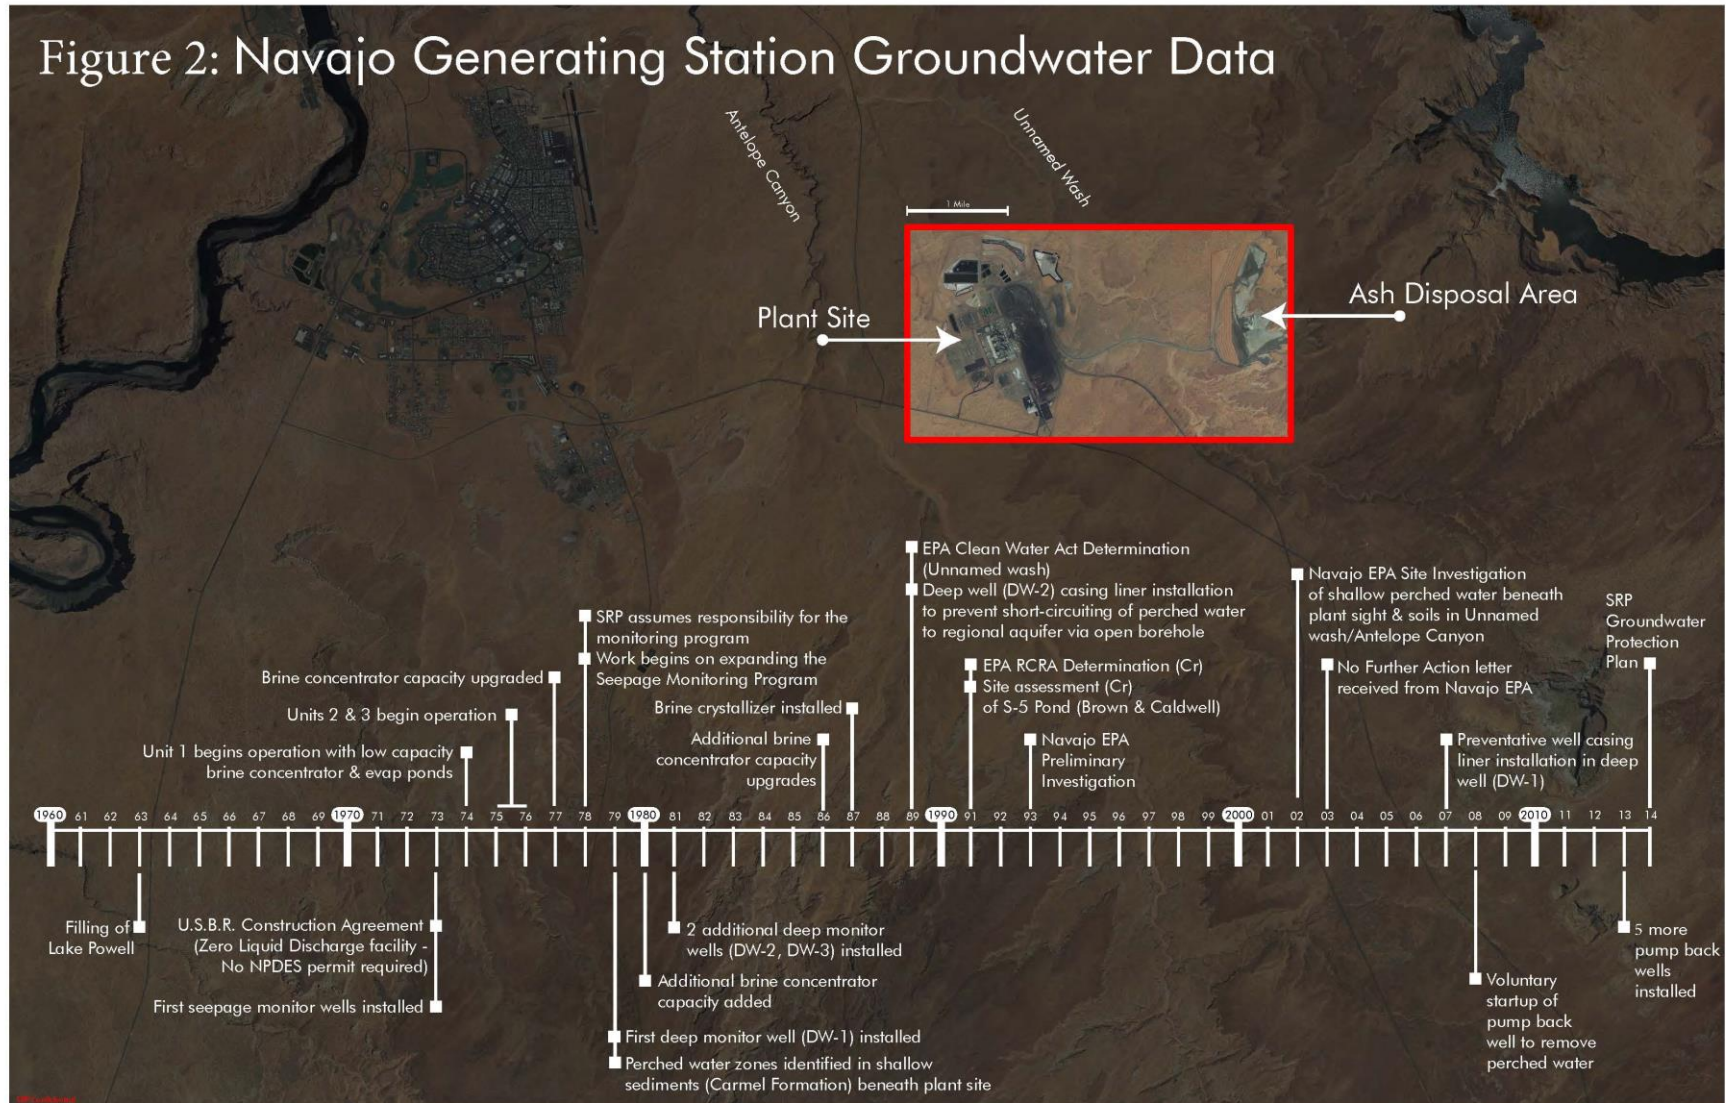 Figure 2: Navajo Generating Station Groundwater Data
Antelope Canyon
Unnamed Wash
1 Mile
Plant Site
Ash Disposal Area
EPA Clean Water Act Determination
(Unnamed wash)
Deep well (DW-2) casing liner installation
to prevent short-circuiting of perched water
to regional aquifer via open borehole
Navajo EPA Site Investigation
of shallow perched water beneath
plant sight & soils in Unnamed
wash/Antelope Canyon
SRP
Groundwater
Protection
Plan
SRP assumes responsibility for the
monitoring program
Work begins on expanding the
Seepage Monitoring Program
Brine concentrator capacity upgraded
EPA RCRA Determination (Cr)
Site assessment (Cr)
of S-5 Pond (Brown & Caldwell)
No Further Action letter
received from Navajo EPA
Units 2 & 3 begin operation
Brine crystallizer installed
Unit 1 begins operation with low capacity
brine concentrator & evap ponds
Additional brine
concentrator capacity
upgrades
Navajo EPA
Preliminary
Investigation
Preventative well casing
liner installation in deep
well (DW-1)
1960 61 62 63 64 65 66 67 68 69 1970 71 72 73 74 75 76 77 78 79 1980 81 82 83 84 85 86 87 88 89 1990 91 92 93 94 95 96 97 98 99 2000 01 02 03 04 05 06 07 08 09 2010 11 12 13 14
Filling of
Lake Powell
U.S.B.R. Construction Agreement
(Zero Liquid Discharge facility -
No NPDES permit required)
First seepage monitor wells installed
2 additional deep monitor
wells (DW-2, DW-3) installed
Additional brine concentrator
capacity added
First deep monitor well (DW-1) installed
Perched water zones identified in shallow
sediments (Carmel Formation) beneath plant site
Voluntary
startup of
pump back
well to remove
perched water
5 more
pump back
wells
installed